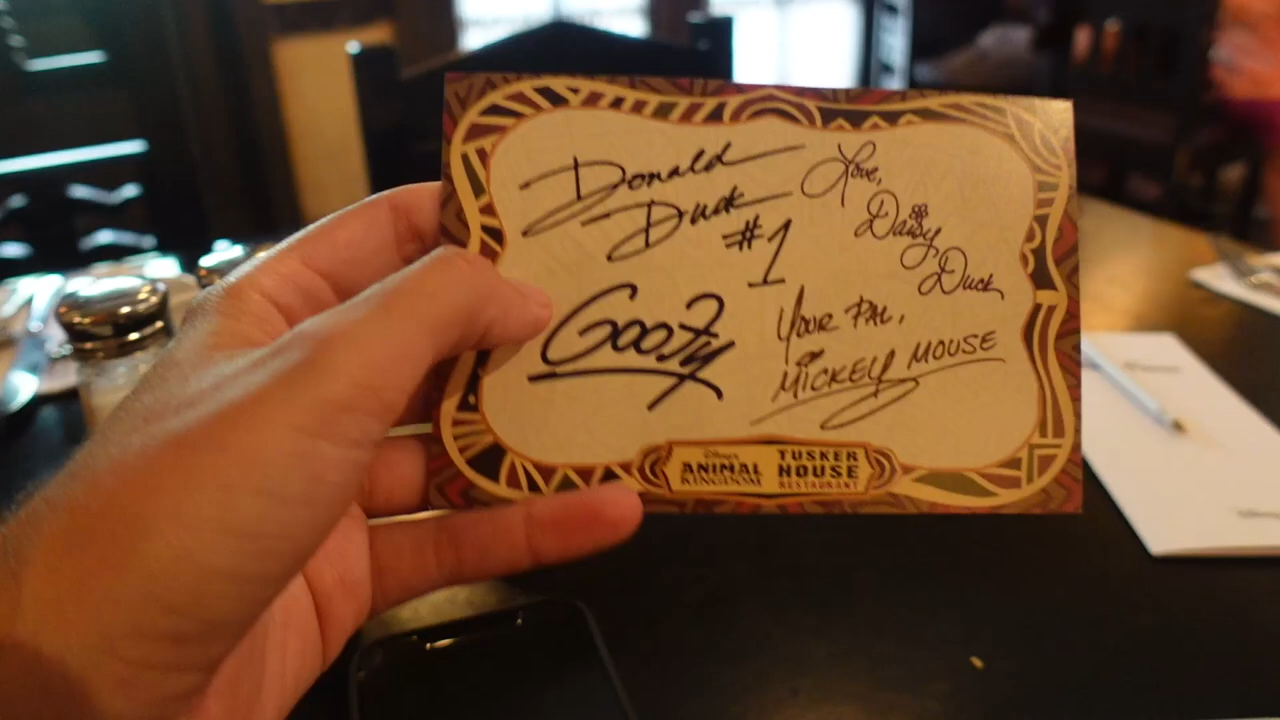 Donald
Duck
#1
Love,
Daisy
Duck
Goofy
Your Pal,
Mickey Mouse
Disney's
ANIMAL
KINGDOM
TUSKER
HOUSE
RESTAURANT